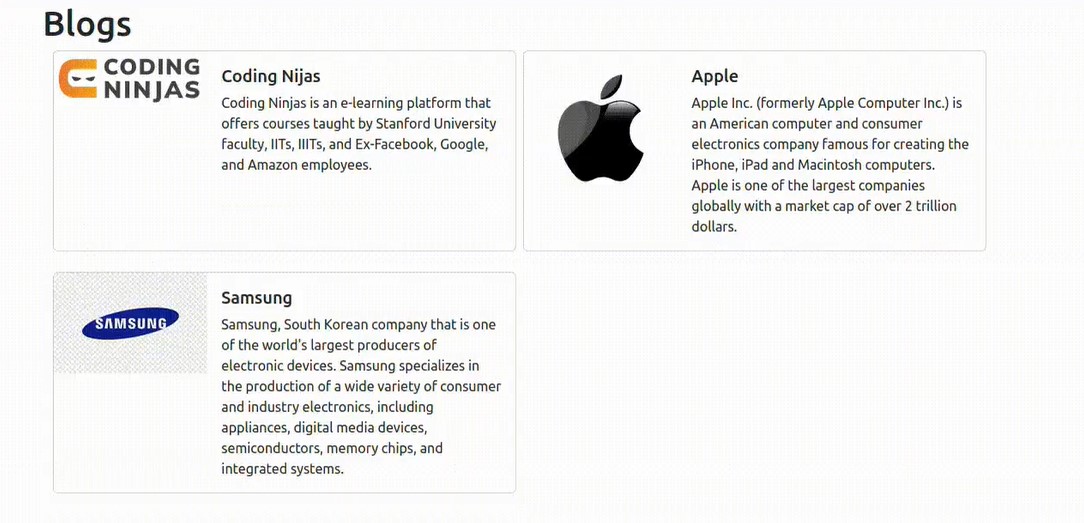 Blogs
CODING
NINJAS
Coding Nijas
Coding Ninjas is an e-learning platform that
offers courses taught by Stanford University
faculty, IITs, IIITs, and Ex-Facebook, Google,
and Amazon employees.
Apple
Apple Inc. (formerly Apple Computer Inc.) is
an American computer and consumer
electronics company famous for creating the
iPhone, iPad and Macintosh computers.
Apple is one of the largest companies
globally with a market cap of over 2 trillion
dollars.
SAMSUNG
Samsung
Samsung, South Korean company that is one
of the world's largest producers of
electronic devices. Samsung specializes in
the production of a wide variety of consumer
and industry electronics, including
appliances, digital media devices,
semiconductors, memory chips, and
integrated systems.